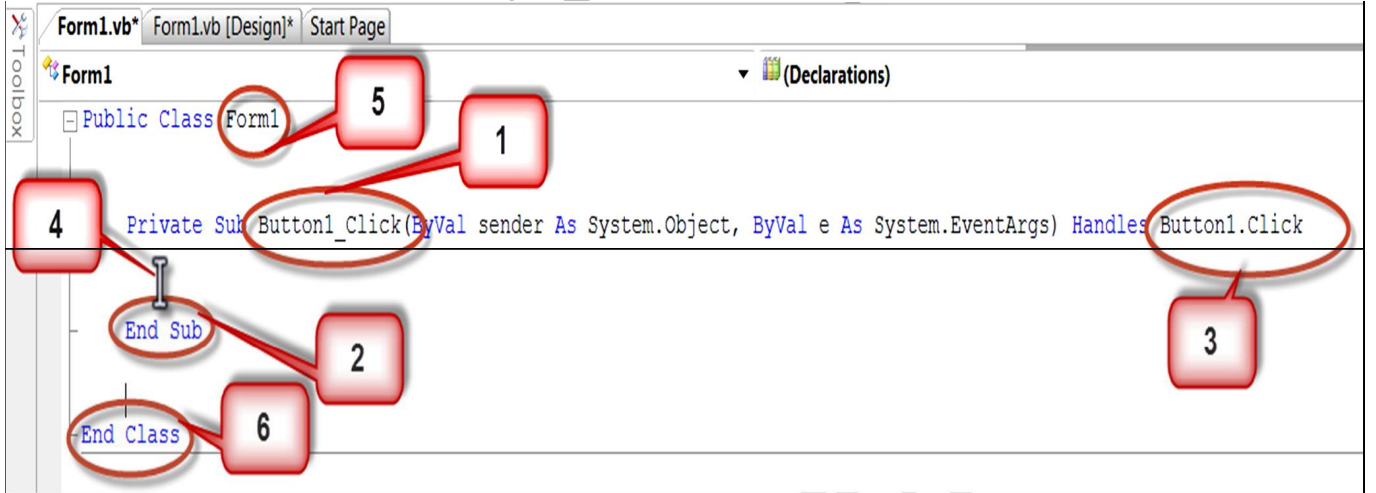 Form1.vb* Form1.vb [Design]* Start Page
Toolbox
Form1 (Declarations)
5
Public Class Form1
1
4
Private Sub Button1_Click(ByVal sender As System.Object, ByVal e As System.EventArgs) Handles Button1.Click
End Sub
2
3
End Class
6